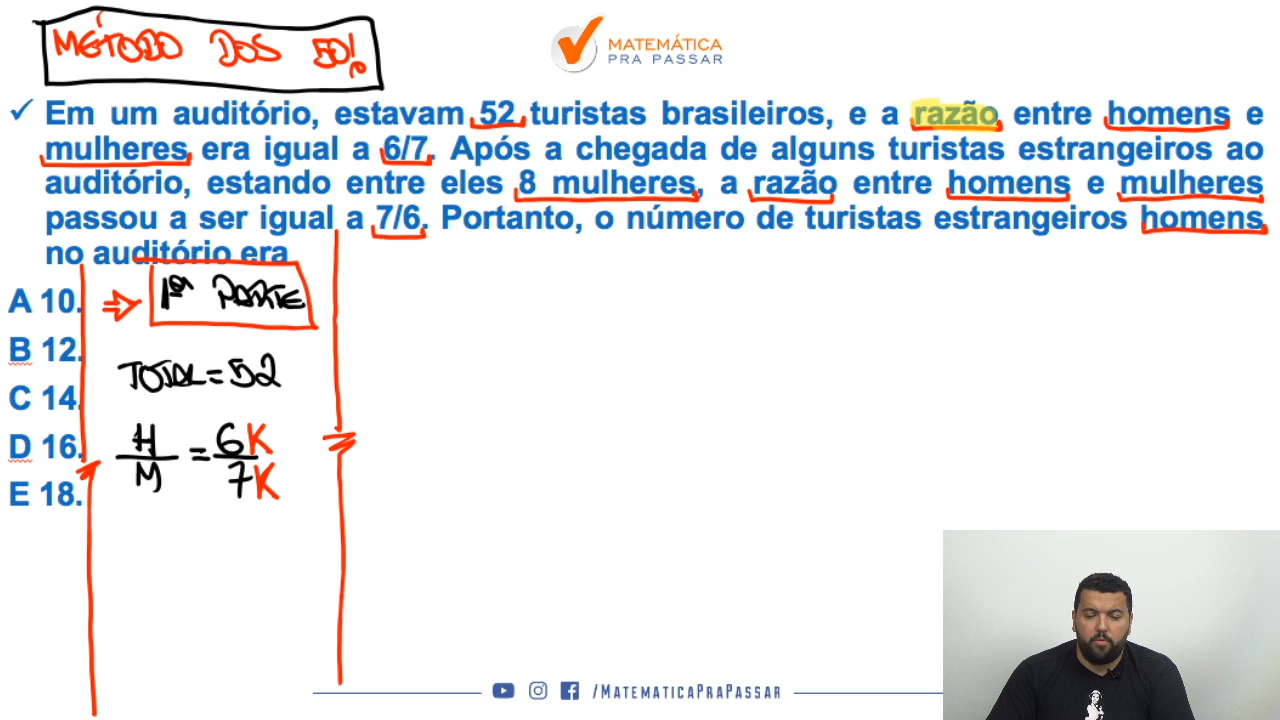 MÉTODO DOS 50!
MATEMÁTICA
PRA PASSAR
✓ Em um auditório, estavam 52 turistas brasileiros, e a razão entre homens e
mulheres era igual a 6/7. Após a chegada de alguns turistas estrangeiros ao
auditório, estando entre eles 8 mulheres, a razão entre homens e mulheres
passou a ser igual a 7/6. Portanto, o número de turistas estrangeiros homens
no auditório era
A 10.
B 12.
C 14.
D 16.
E 18.
⇒ 1ª PARTE
TOTAL = 52
H/M = 6K/7K
/MATEMATICAPRAPASSAR